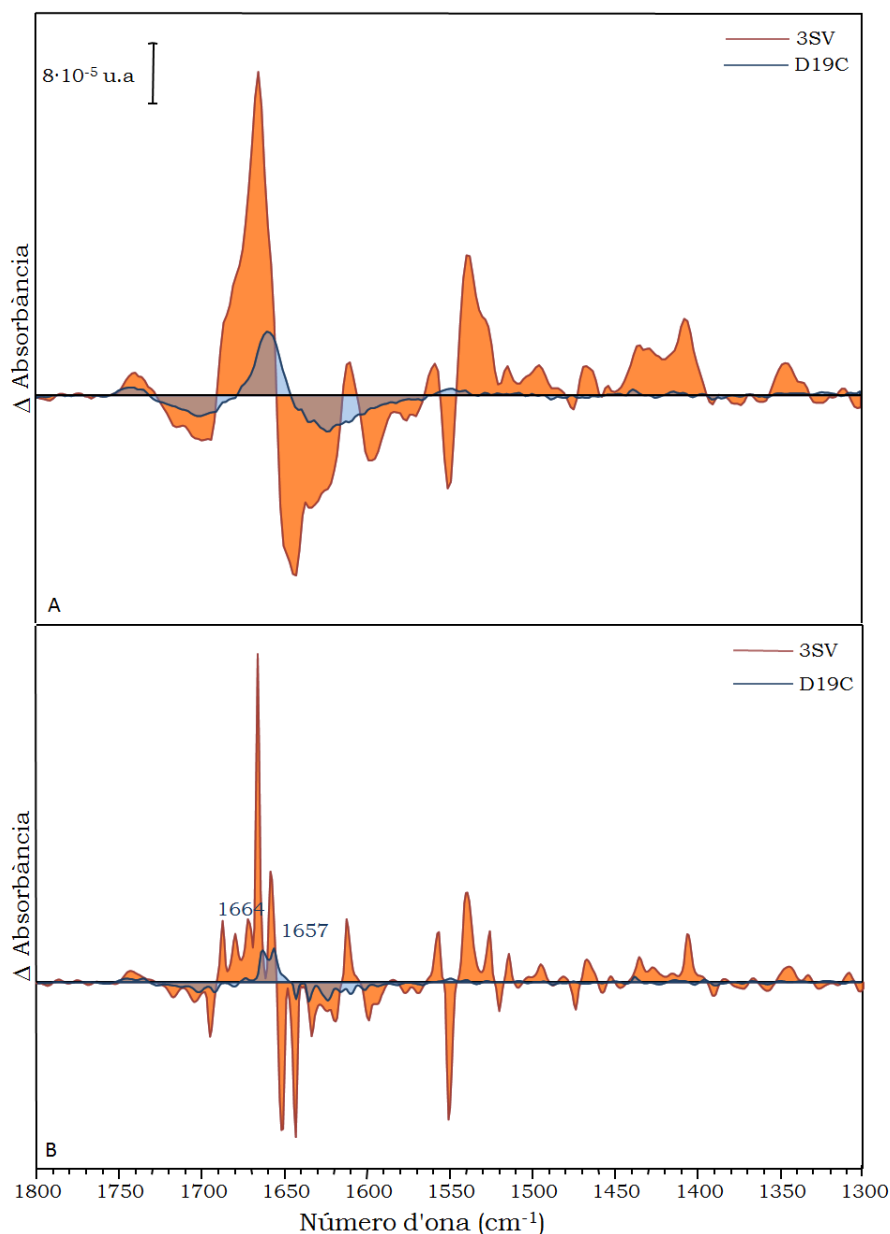 3SV
D19C
8·10⁻⁵ u.a
Δ Absorbància
A
3SV
D19C
1664
1657
Δ Absorbància
B
1800 1750 1700 1650 1600 1550 1500 1450 1400 1350 1300
Número d'ona (cm⁻¹)